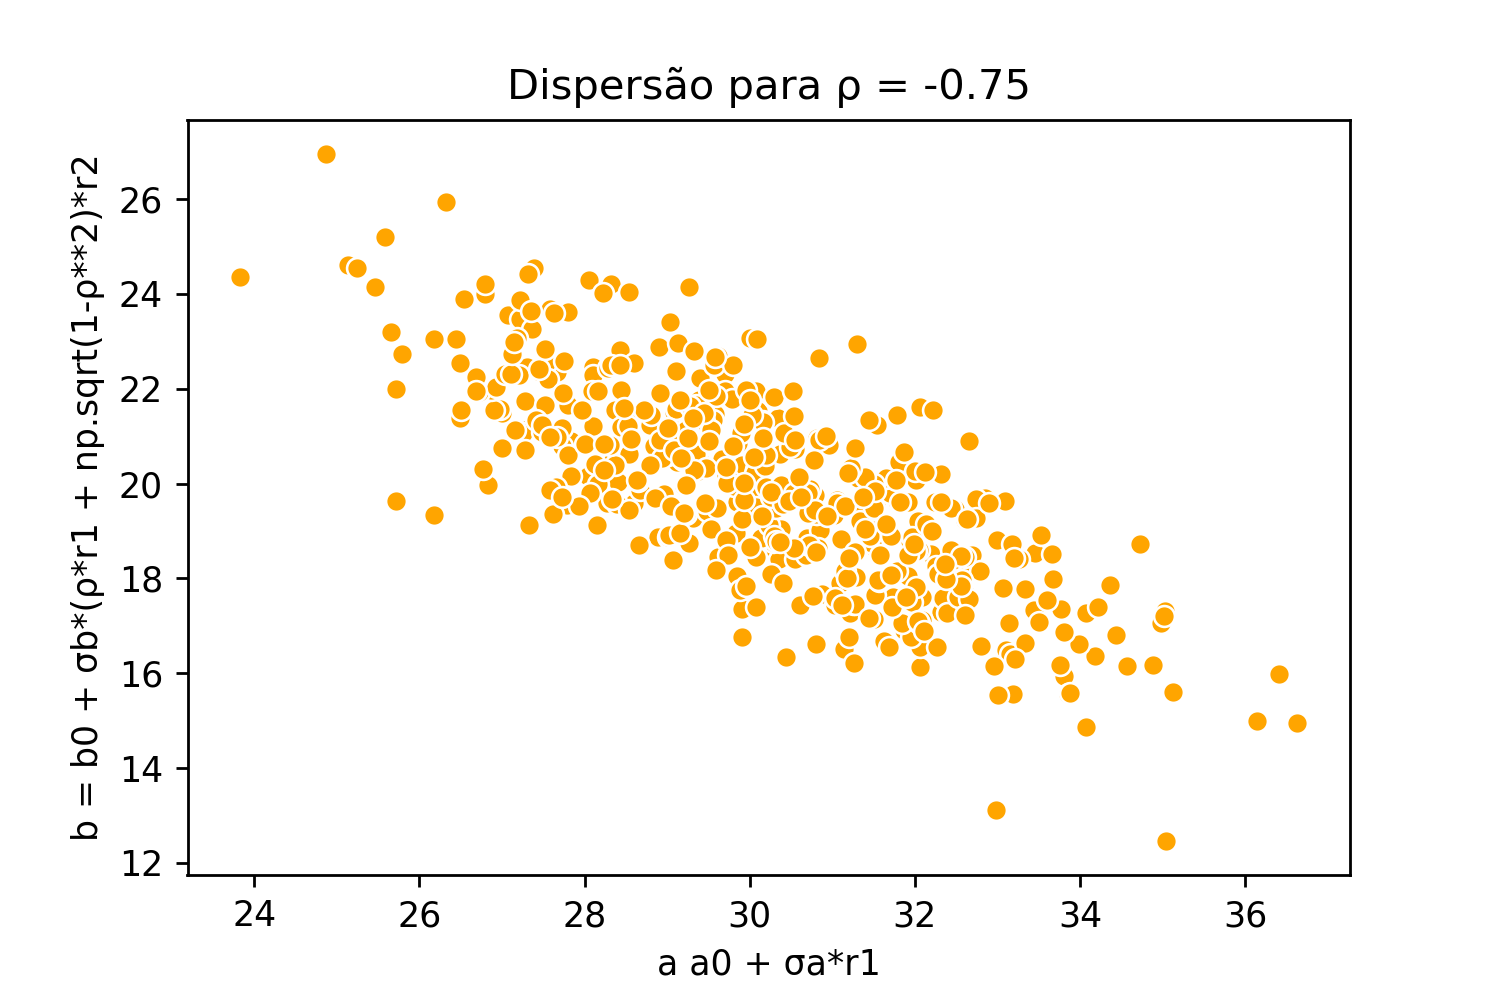 Dispersão para ρ = -0.75
b = b0 + σb*(ρ*r1 + np.sqrt(1-ρ**2)*r2
26
24
22
20
18
16
14
12
24 26 28 30 32 34 36
a a0 + σa*r1